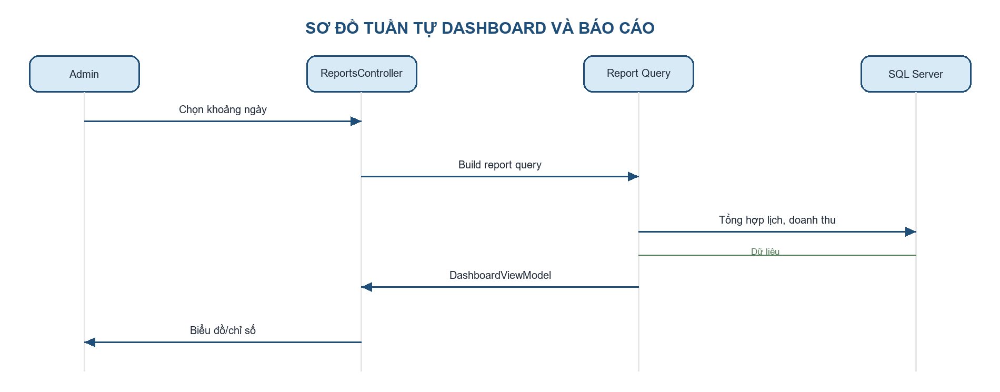 SƠ ĐỒ TUẦN TỰ DASHBOARD VÀ BÁO CÁO
Admin
ReportsController
Report Query
SQL Server
Chọn khoảng ngày
Build report query
Tổng hợp lịch, doanh thu
Dữ liệu
DashboardViewModel
Biểu đồ/chỉ số